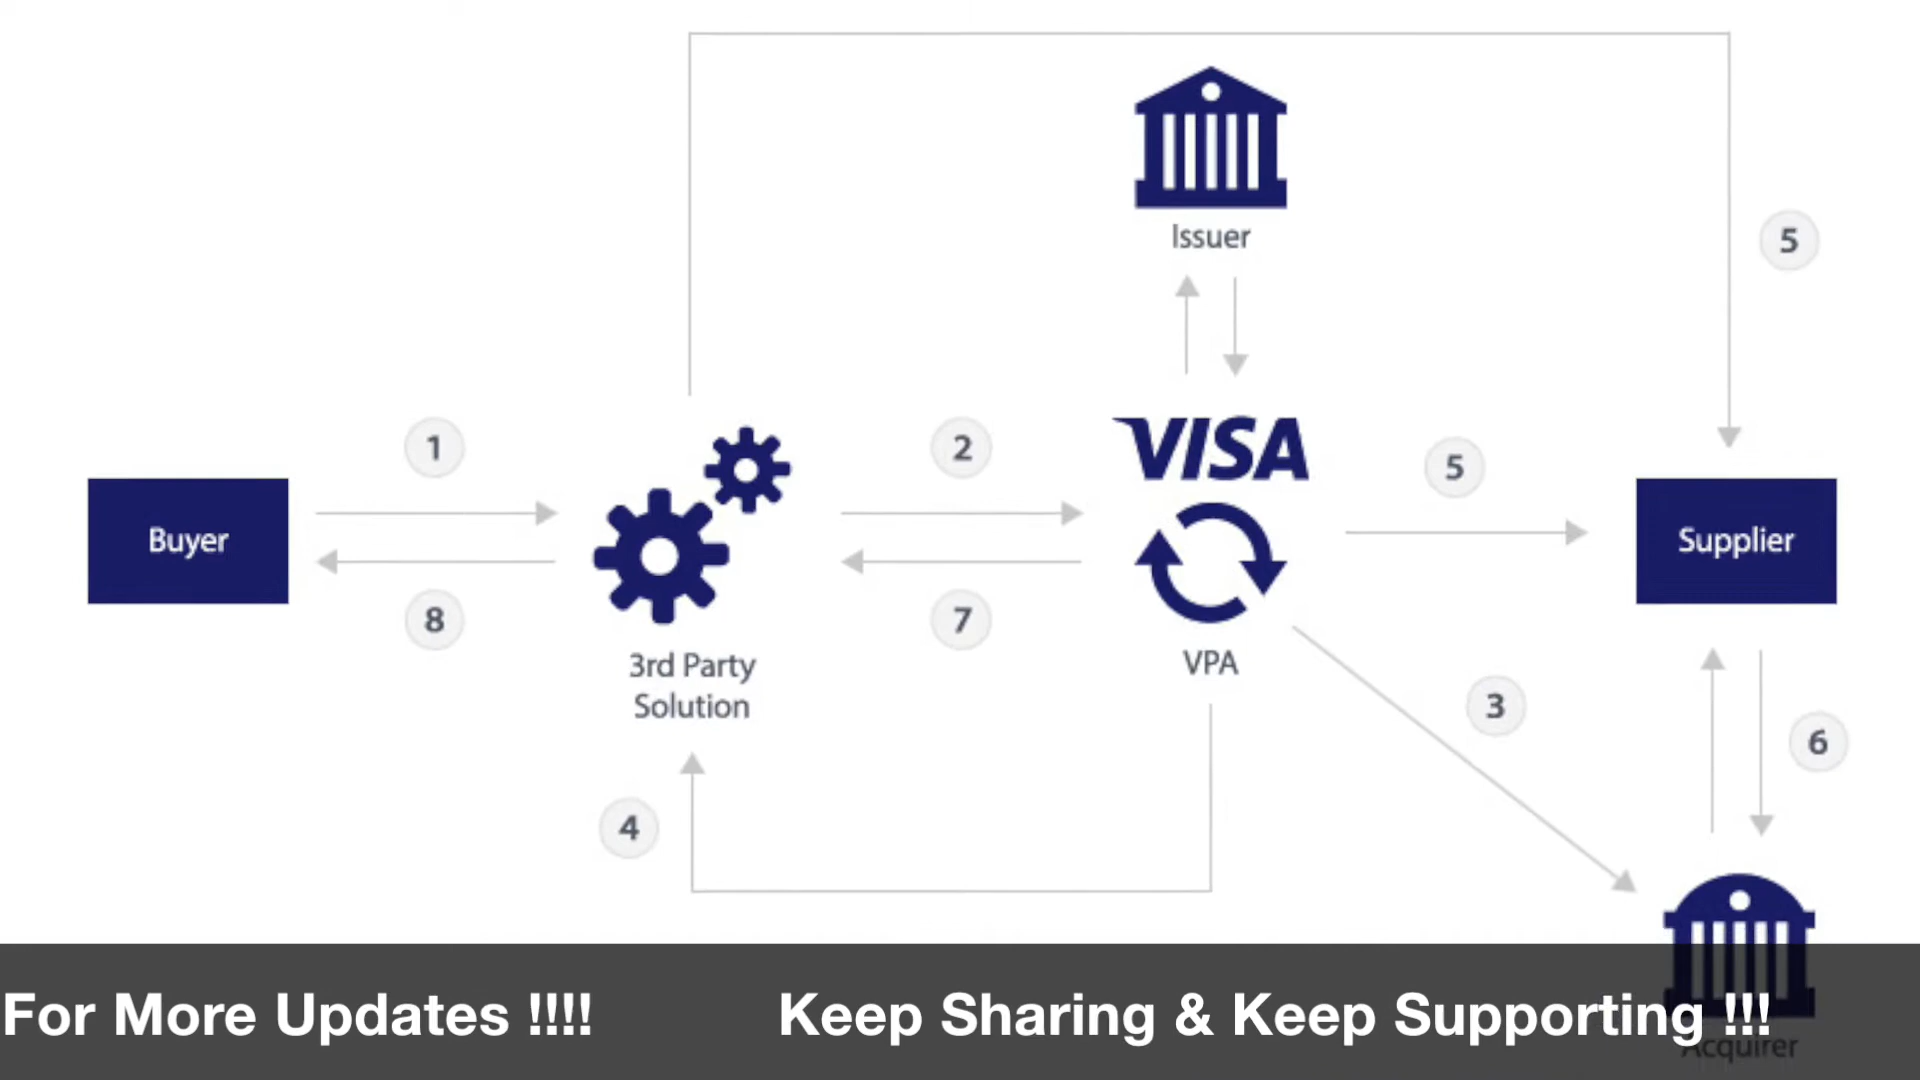 Issuer
5
1
2
VISA
5
Buyer
Supplier
8
7
3rd Party
Solution
VPA
3
6
4
For More Updates !!!!
Keep Sharing & Keep Supporting !!!
Acquirer